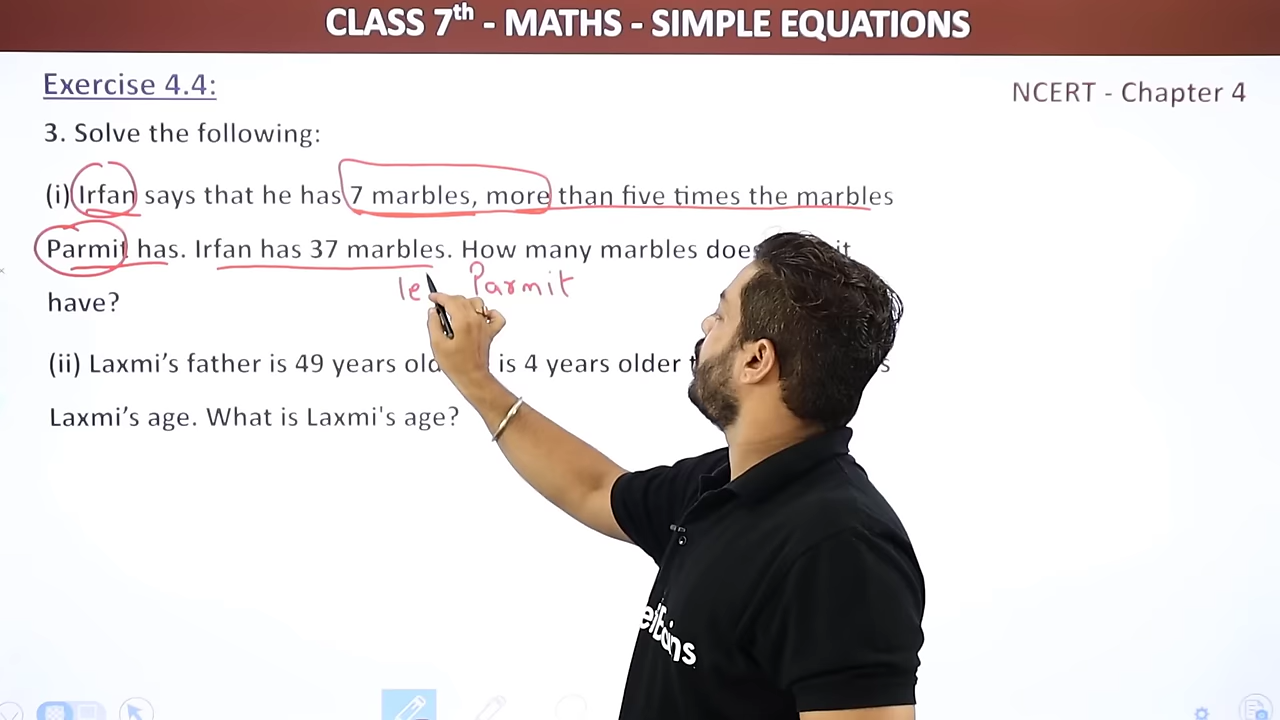 CLASS 7th - MATHS - SIMPLE EQUATIONS
Exercise 4.4:
NCERT - Chapter 4
3. Solve the following:
(i) Irfan says that he has 7 marbles, more than five times the marbles
Parmit has. Irfan has 37 marbles. How many marbles does
have?
le Parmit
(ii) Laxmi’s father is 49 years old is 4 years older
Laxmi’s age. What is Laxmi's age?